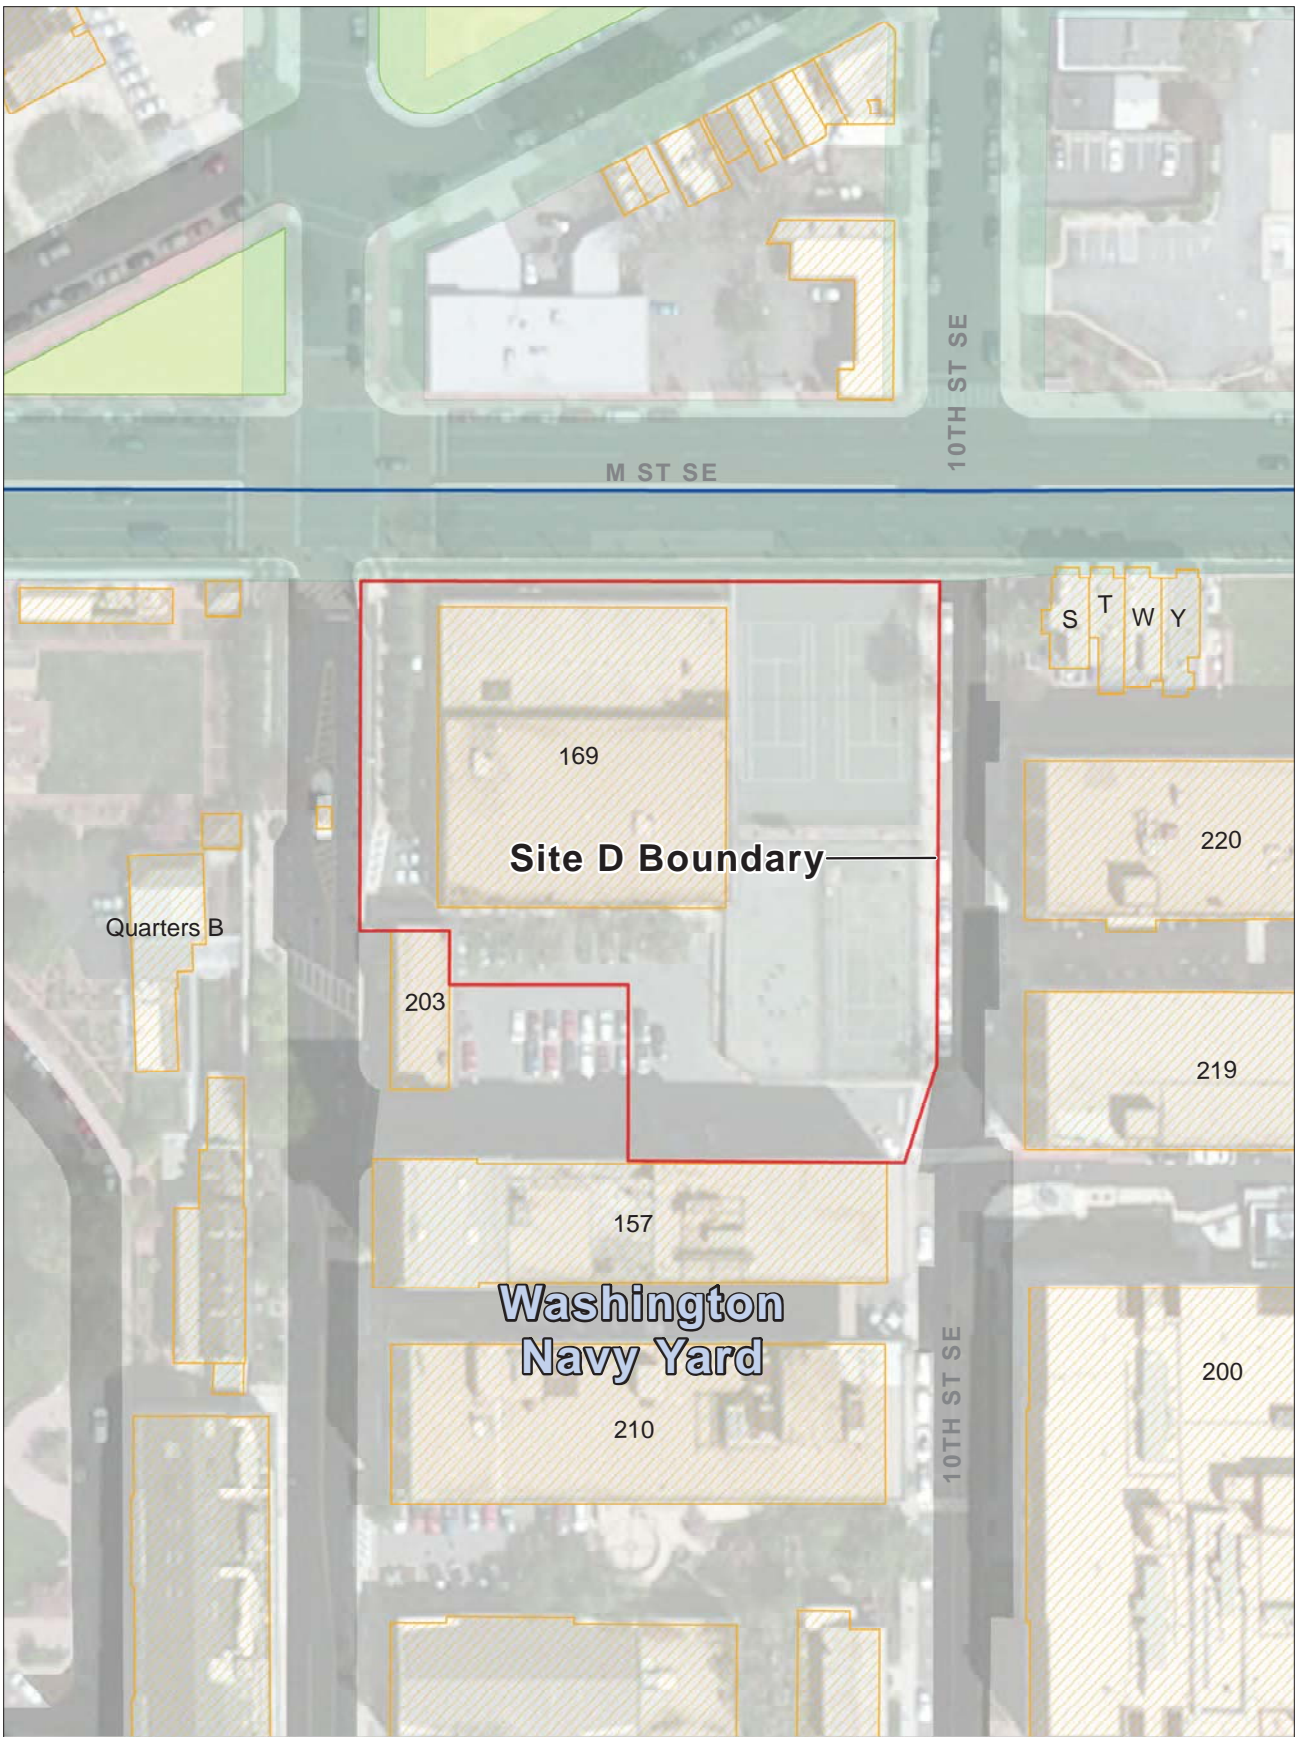 10TH ST SE
M ST SE
S
T
W
Y
169
220
Site D Boundary
Quarters B
203
219
157
Washington
Navy Yard
10TH ST SE
200
210